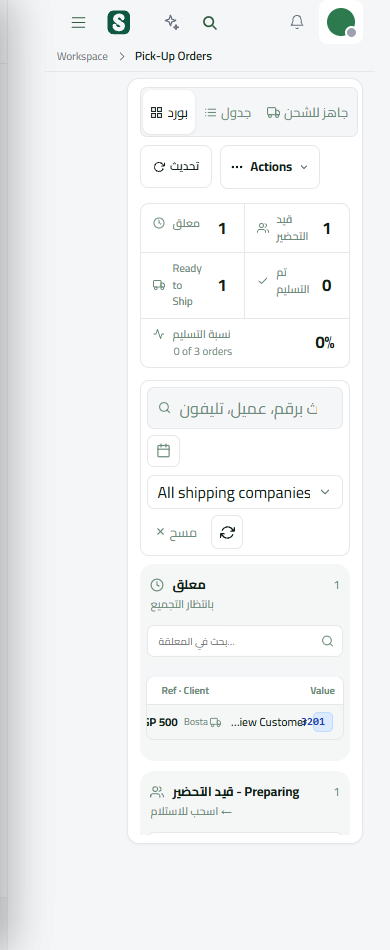 Workspace > Pick-Up Orders
بورد جدول جاهز للشحن
تحديث Actions
معلق 1
قيد التحضير 1
Ready to Ship 1
تم التسليم 0
نسبة التسليم 0%
0 of 3 orders
برقم، عميل، تليفون
All shipping companies
مسح
معلق 1
بانتظار التجميع
بحث في المعلقة...
Ref · Client Value
500 Bosta ...iew Customer 3201
قيد التحضير - Preparing 1
اسحب للاستلام ←